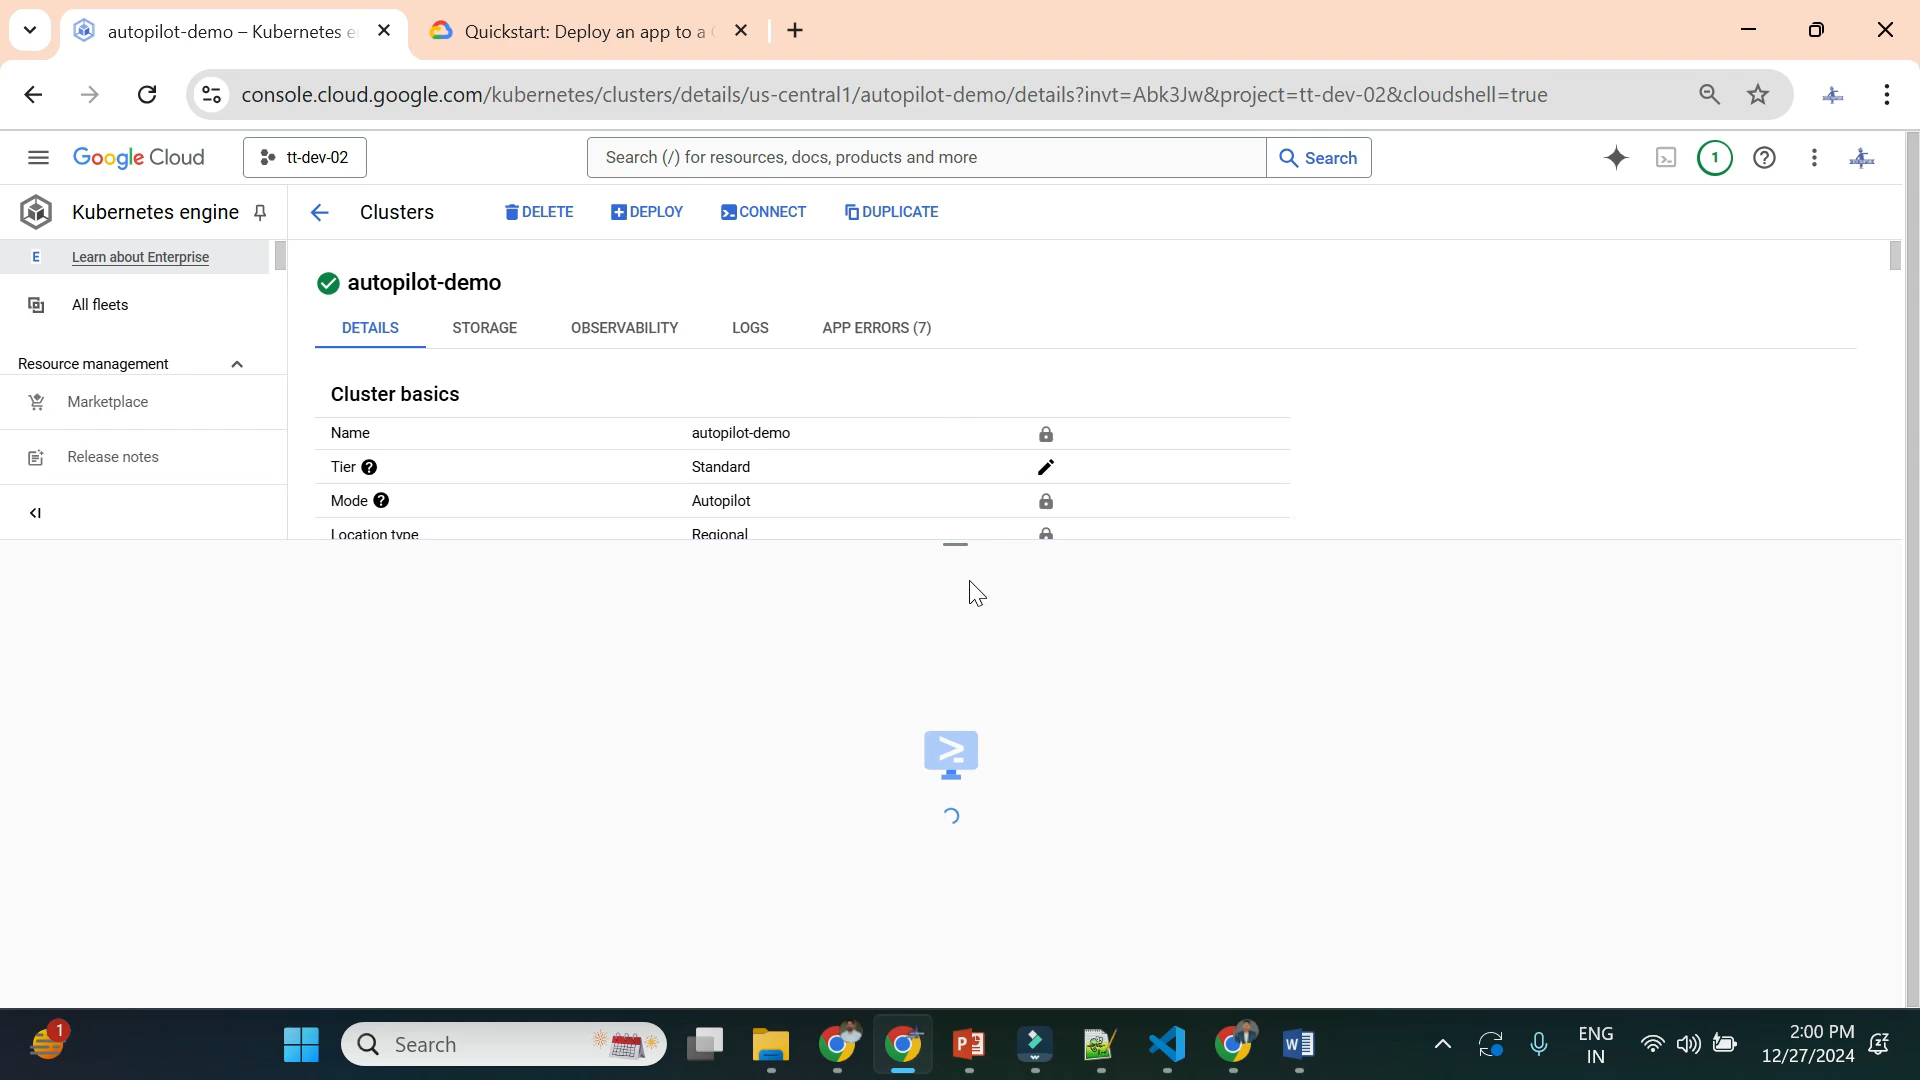 autopilot-demo – Kubernetes e
Quickstart: Deploy an app to a
console.cloud.google.com/kubernetes/clusters/details/us-central1/autopilot-demo/details?invt=Abk3Jw&project=tt-dev-02&cloudshell=true
Google Cloud
tt-dev-02
Search (/) for resources, docs, products and more
Search
1
Kubernetes engine
Clusters
DELETE
DEPLOY
CONNECT
DUPLICATE
E
Learn about Enterprise
All fleets
Resource management
Marketplace
Release notes
autopilot-demo
DETAILS
STORAGE
OBSERVABILITY
LOGS
APP ERRORS (7)
Cluster basics
Name autopilot-demo
Tier Standard
Mode Autopilot
Location type Regional
1
Search
ENG
IN
2:00 PM
12/27/2024